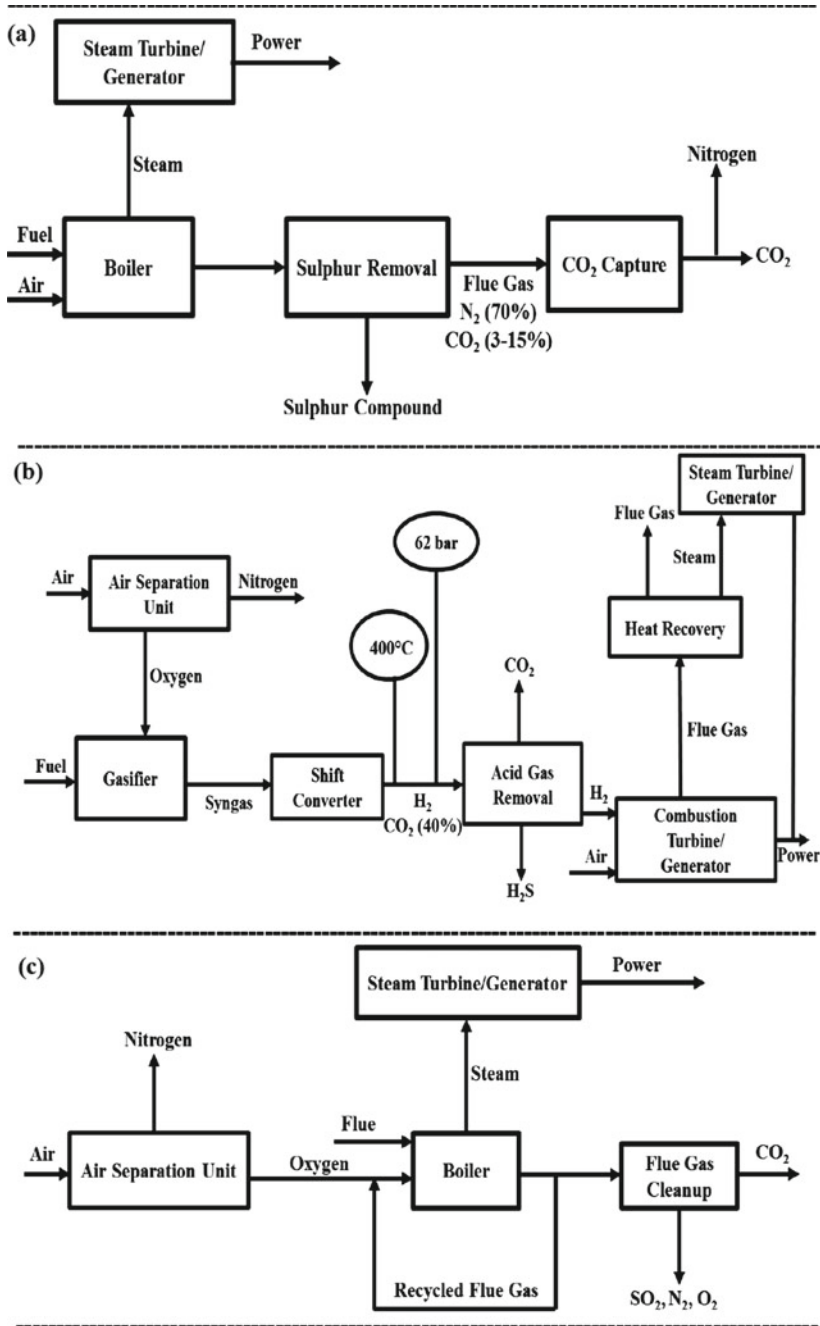 (a)
Steam Turbine/
Generator
Power
Steam
Nitrogen
Fuel
Air
Boiler
Sulphur Removal
Flue Gas
N₂ (70%)
CO₂ (3-15%)
CO₂ Capture
CO₂
Sulphur Compound
(b)
Steam Turbine/
Generator
62 bar
Flue Gas
Steam
Air
Air Separation
Unit
Nitrogen
Heat Recovery
400°C
Oxygen
CO₂
Flue Gas
Fuel
Gasifier
Syngas
Shift
Converter
H₂
CO₂ (40%)
Acid Gas
Removal
H₂
Combustion
Turbine/
Generator
Air
Power
H₂S
(c)
Steam Turbine/Generator
Power
Nitrogen
Steam
Flue
Air
Air Separation Unit
Oxygen
Boiler
Flue Gas
Cleanup
CO₂
Recycled Flue Gas
SO₂, N₂, O₂